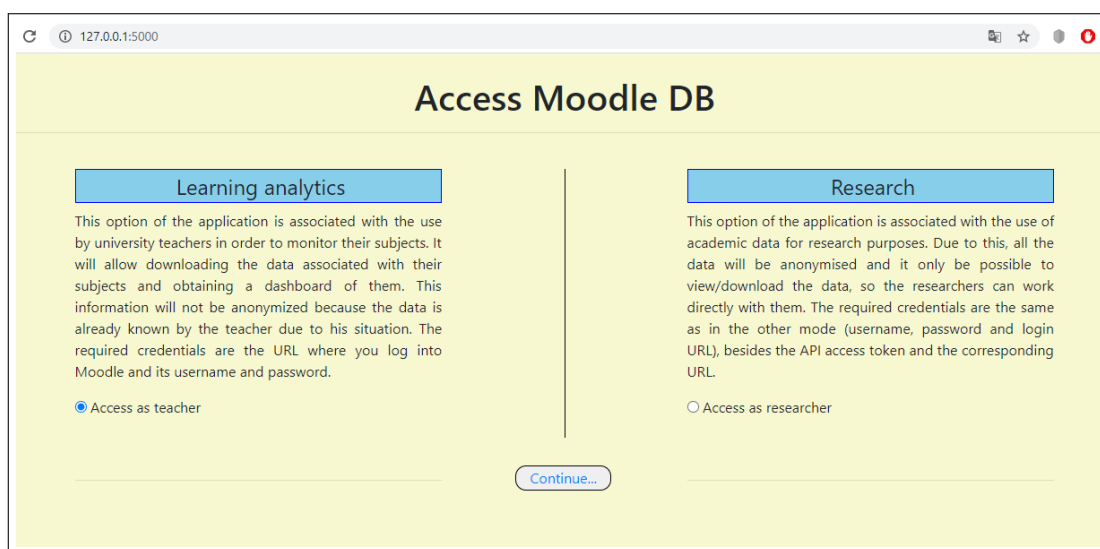 127.0.0.1:5000
Access Moodle DB
Learning analytics
This option of the application is associated with the use
by university teachers in order to monitor their subjects. It
will allow downloading the data associated with their
subjects and obtaining a dashboard of them. This
information will not be anonymized because the data is
already known by the teacher due to his situation. The
required credentials are the URL where you log into
Moodle and its username and password.
Access as teacher
Research
This option of the application is associated with the use of
academic data for research purposes. Due to this, all the
data will be anonymised and it only be possible to
view/download the data, so the researchers can work
directly with them. The required credentials are the same
as in the other mode (username, password and login
URL), besides the API access token and the corresponding
URL.
Access as researcher
Continue...